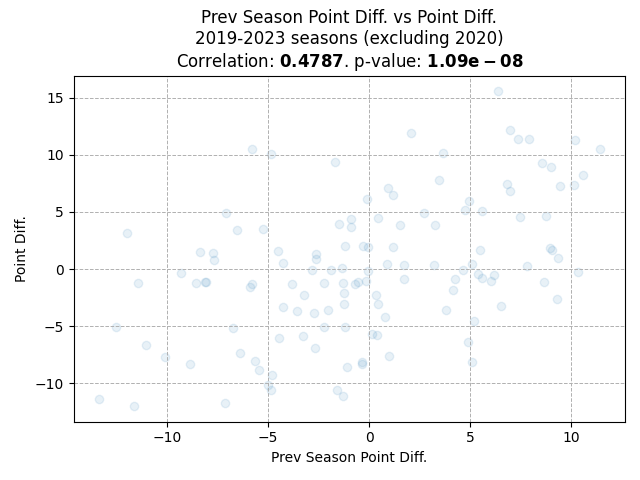 Prev Season Point Diff. vs Point Diff.
2019-2023 seasons (excluding 2020)
Correlation: 0.4787. p-value: 1.09e − 08
15
10
5
0
−5
−10
Point Diff.
−10 −5 0 5 10
Prev Season Point Diff.